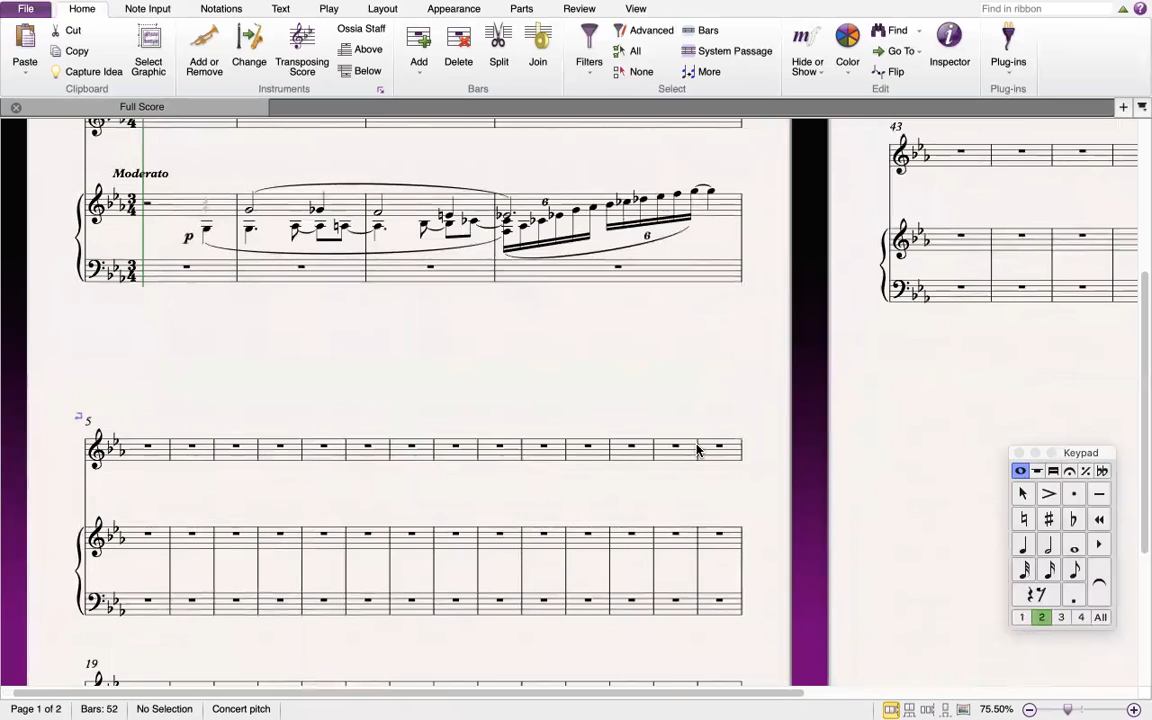 File Home Note Input Notations Text Play Layout Appearance Parts Review View Find in ribbon
Paste Cut Copy Capture Idea Select Graphic
Clipboard
Add or Remove Change Transposing Score Ossia Staff Above Below
Instruments
Add Delete Split Join
Bars
Filters Advanced All None Bars System Passage More
Select
Hide or Show Color Find Go To Flip Inspector
Edit
Plug-ins
Plug-ins
Full Score
43
Moderato
3 4
p
6
6
5
19
Keypad
1 2 3 4 All
Page 1 of 2 Bars: 52 No Selection Concert pitch 75.50%